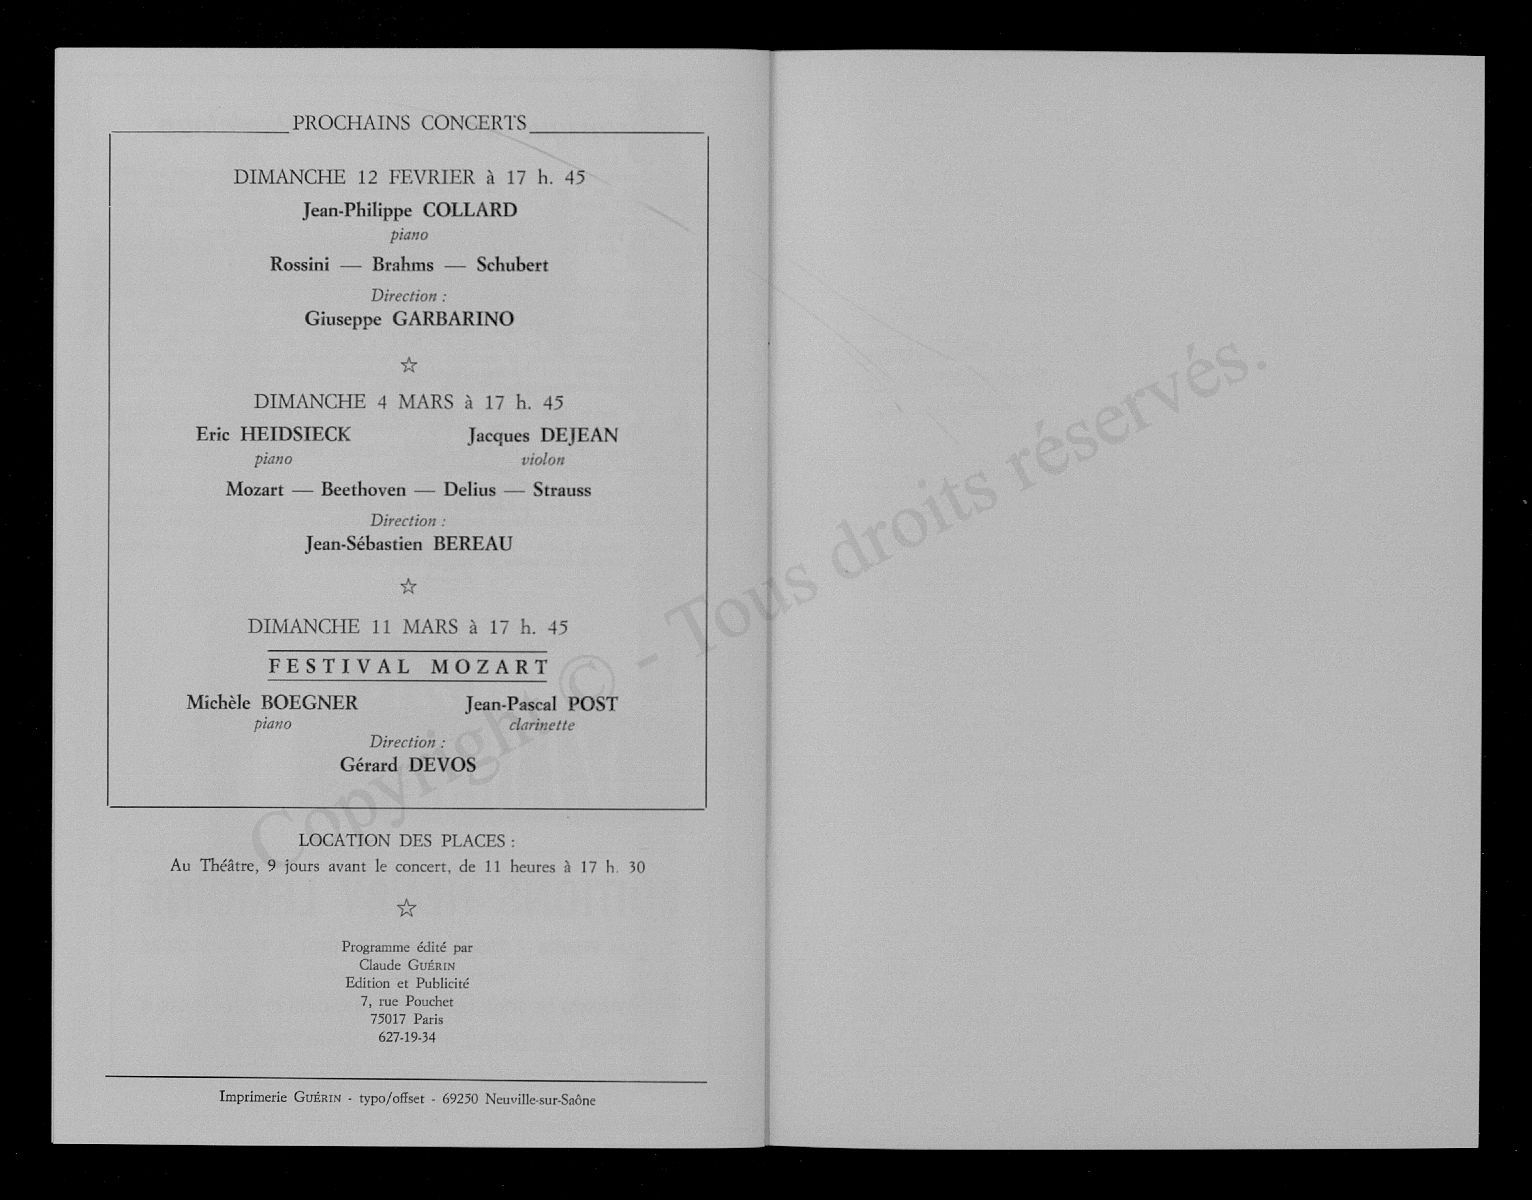 PROCHAINS CONCERTS
DIMANCHE 12 FEVRIER à 17 h. 45
Jean-Philippe COLLARD
piano
Rossini — Brahms — Schubert
Direction :
Giuseppe GARBARINO
☆
DIMANCHE 4 MARS à 17 h. 45
Eric HEIDSIECK Jacques DEJEAN
piano violon
Mozart — Beethoven — Delius — Strauss
Direction :
Jean-Sébastien BEREAU
☆
DIMANCHE 11 MARS à 17 h. 45
FESTIVAL MOZART
Michèle BOEGNER Jean-Pascal POST
piano clarinette
Direction :
Gérard DEVOS
LOCATION DES PLACES :
Au Théâtre, 9 jours avant le concert, de 11 heures à 17 h. 30
☆
Programme édité par
Claude GUÉRIN
Edition et Publicité
7, rue Pouchet
75017 Paris
627-19-34
Imprimerie GUÉRIN - typo/offset - 69250 Neuville-sur-Saône
Copyright © - Tous droits réservés.